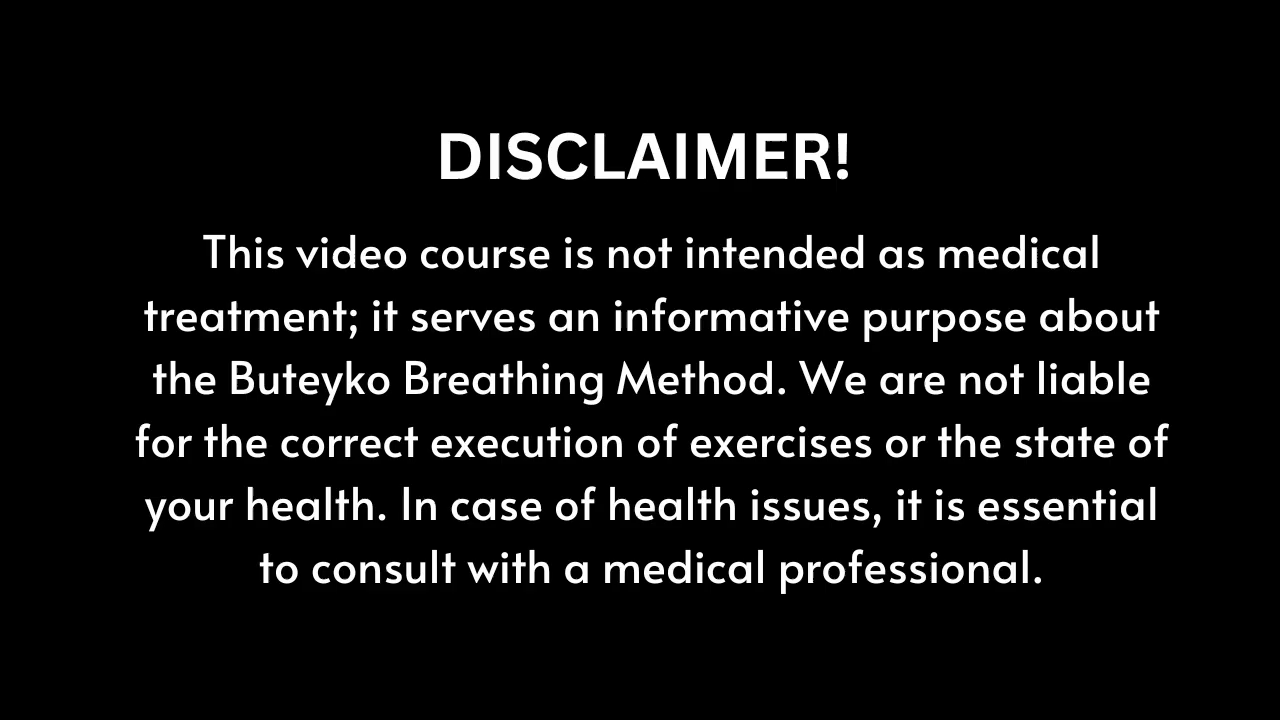 DISCLAIMER!
This video course is not intended as medical
treatment; it serves an informative purpose about
the Buteyko Breathing Method. We are not liable
for the correct execution of exercises or the state of
your health. In case of health issues, it is essential
to consult with a medical professional.